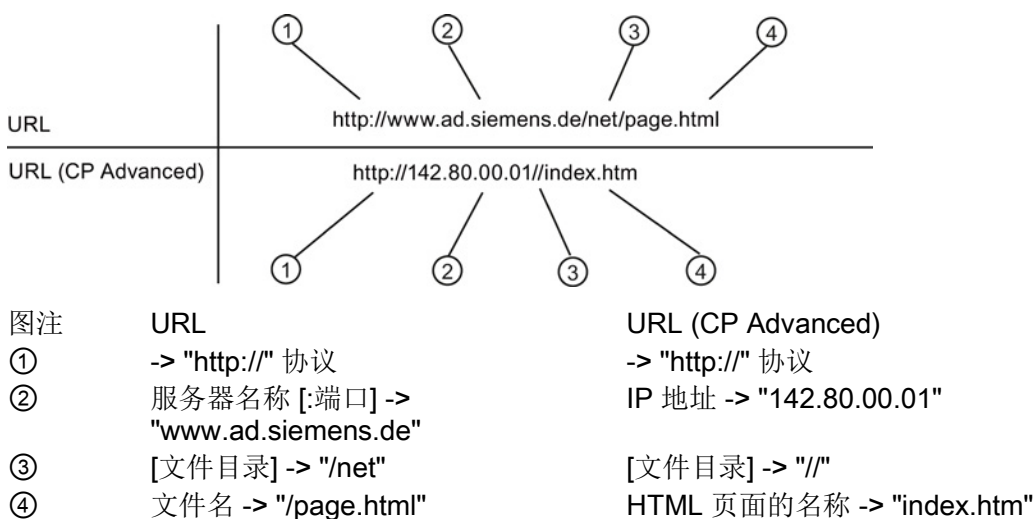 ① ② ③ ④
URL http://www.ad.siemens.de/net/page.html
URL (CP Advanced) http://142.80.00.01//index.htm
① ② ③ ④
图注 URL URL (CP Advanced)
① -> "http://" 协议 -> "http://" 协议
② 服务器名称 [:端口] -> IP 地址 -> "142.80.00.01"
"www.ad.siemens.de"
③ [文件目录] -> "/net" [文件目录] -> "//"
④ 文件名 -> "/page.html" HTML 页面的名称 -> "index.htm"